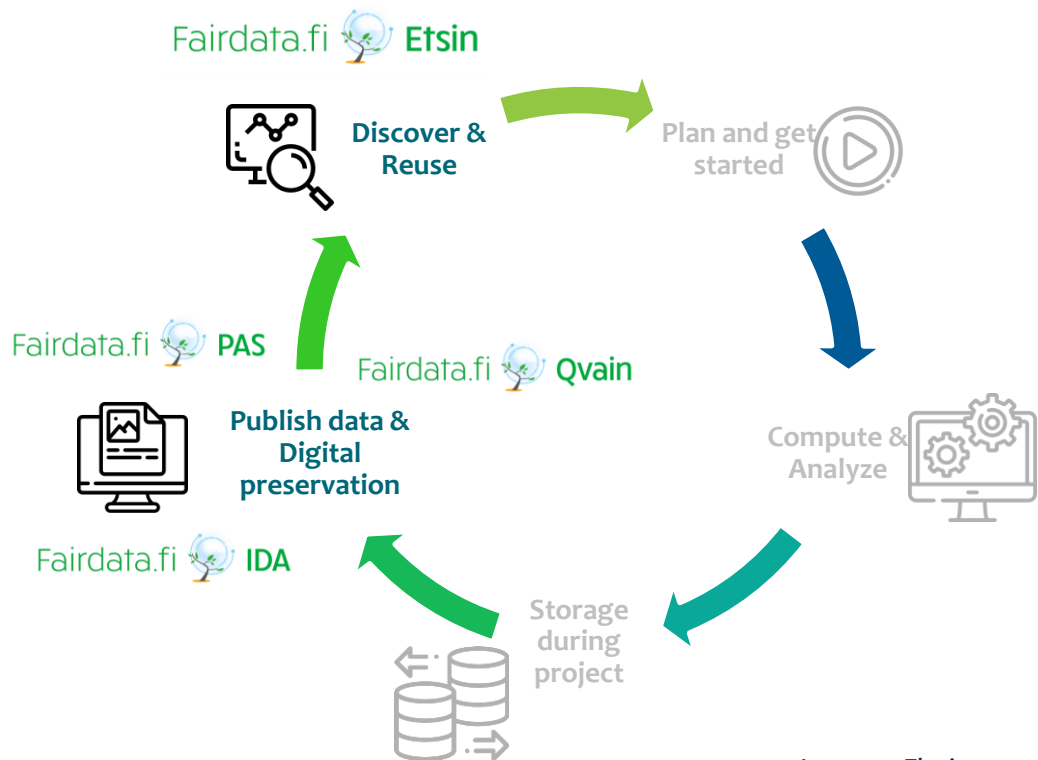 Fairdata.fi Etsin
Discover &
Reuse
Plan and get
started
Fairdata.fi PAS
Fairdata.fi Qvain
Publish data &
Digital
preservation
Compute &
Analyze
Fairdata.fi IDA
Storage
during
project